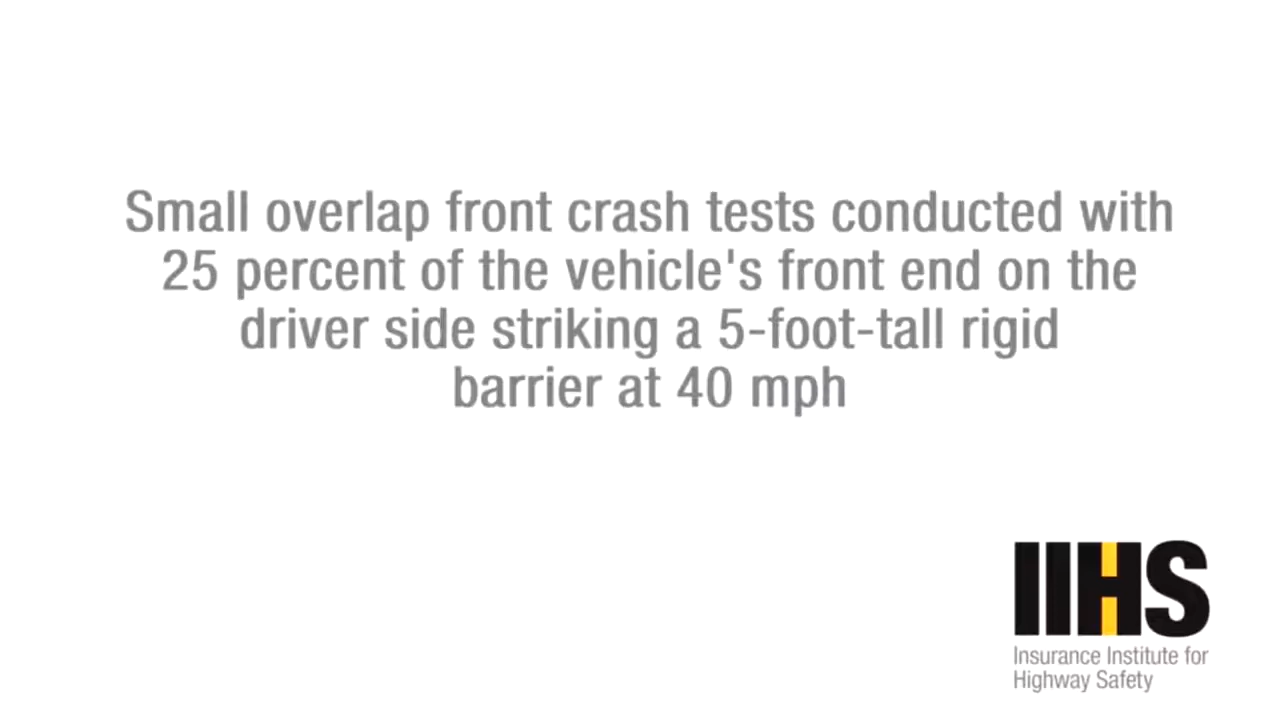 Small overlap front crash tests conducted with
25 percent of the vehicle's front end on the
driver side striking a 5-foot-tall rigid
barrier at 40 mph
IIHS
Insurance Institute for
Highway Safety